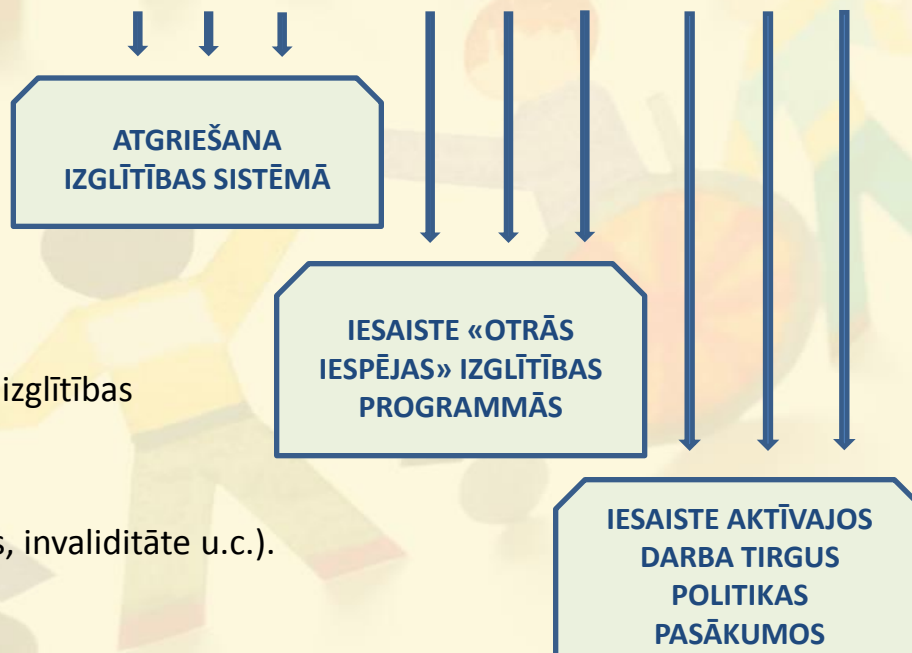 ATGRIEŠANA
IZGLĪTĪBAS SISTĒMĀ
IESAISTE «OTRĀS
IESPĒJAS» IZGLĪTĪBAS
PROGRAMMĀS
izglītības
s, invaliditāte u.c.).
IESAISTE AKTĪVAJOS
DARBA TIRGUS
POLITIKAS
PASĀKUMOS